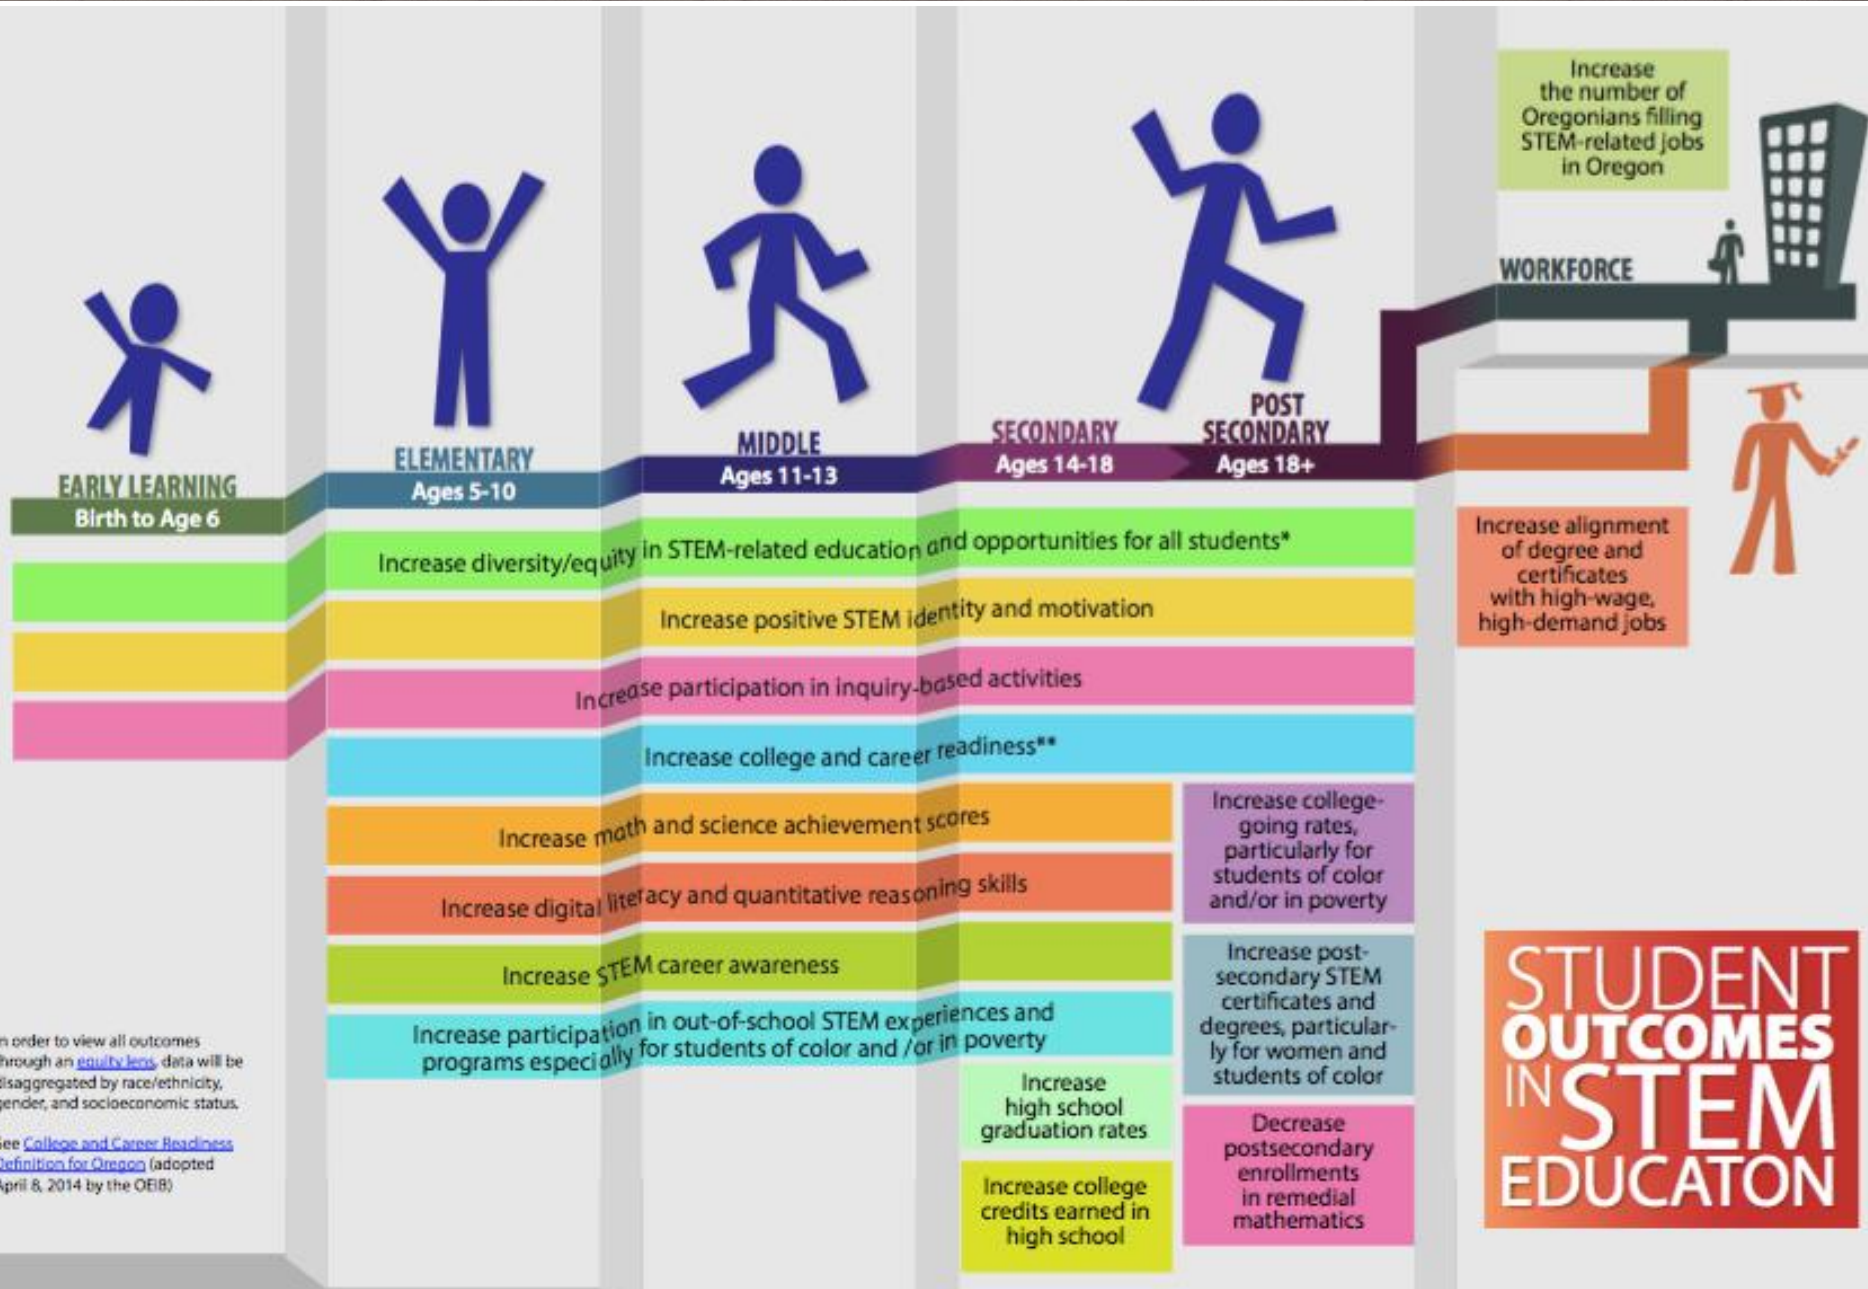 EARLY LEARNING
Birth to Age 6
ELEMENTARY
Ages 5-10
MIDDLE
Ages 11-13
SECONDARY
Ages 14-18
POST
SECONDARY
Ages 18+
WORKFORCE
Increase
the number of
Oregonians filling
STEM-related jobs
in Oregon
Increase alignment
of degree and
certificates
with high-wage,
high-demand jobs
Increase diversity/equity in STEM-related education and opportunities for all students*
Increase positive STEM identity and motivation
Increase participation in inquiry-based activities
Increase college and career readiness**
Increase math and science achievement scores
Increase digital literacy and quantitative reasoning skills
Increase STEM career awareness
Increase participation in out-of-school STEM experiences and
programs especially for students of color and /or in poverty
Increase
high school
graduation rates
Increase college
credits earned in
high school
Increase college-
going rates,
particularly for
students of color
and/or in poverty
Increase post-
secondary STEM
certificates and
degrees, particular-
ly for women and
students of color
Decrease
postsecondary
enrollments
in remedial
mathematics
n order to view all outcomes
hrough an equity lens, data will be
disaggregated by race/ethnicity,
gender, and socioeconomic status.
See College and Career Readiness
Definition for Oregon (adopted
April 8, 2014 by the OEIB)
STUDENT
OUTCOMES
IN STEM
EDUCATON